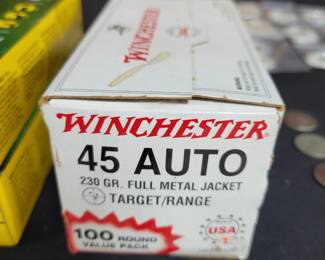 WINCHESTER
WINCHESTER
45 AUTO
230 GR. FULL METAL JACKET
TARGET/RANGE
100 ROUND
VALUE PACK
USA